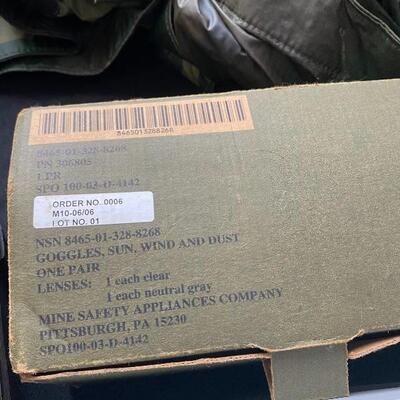 8465013288268
8465-01-328-8268
PN 306805
1 PR
SPO 100-03-D-4142
ORDER NO. 0006
M10-06/06
LOT NO. 01
NSN 8465-01-328-8268
GOGGLES, SUN, WIND AND DUST
ONE PAIR
LENSES: 1 each clear
1 each neutral gray
MINE SAFETY APPLIANCES COMPANY
PITTSBURGH, PA 15230
SPO100-03-D-4142